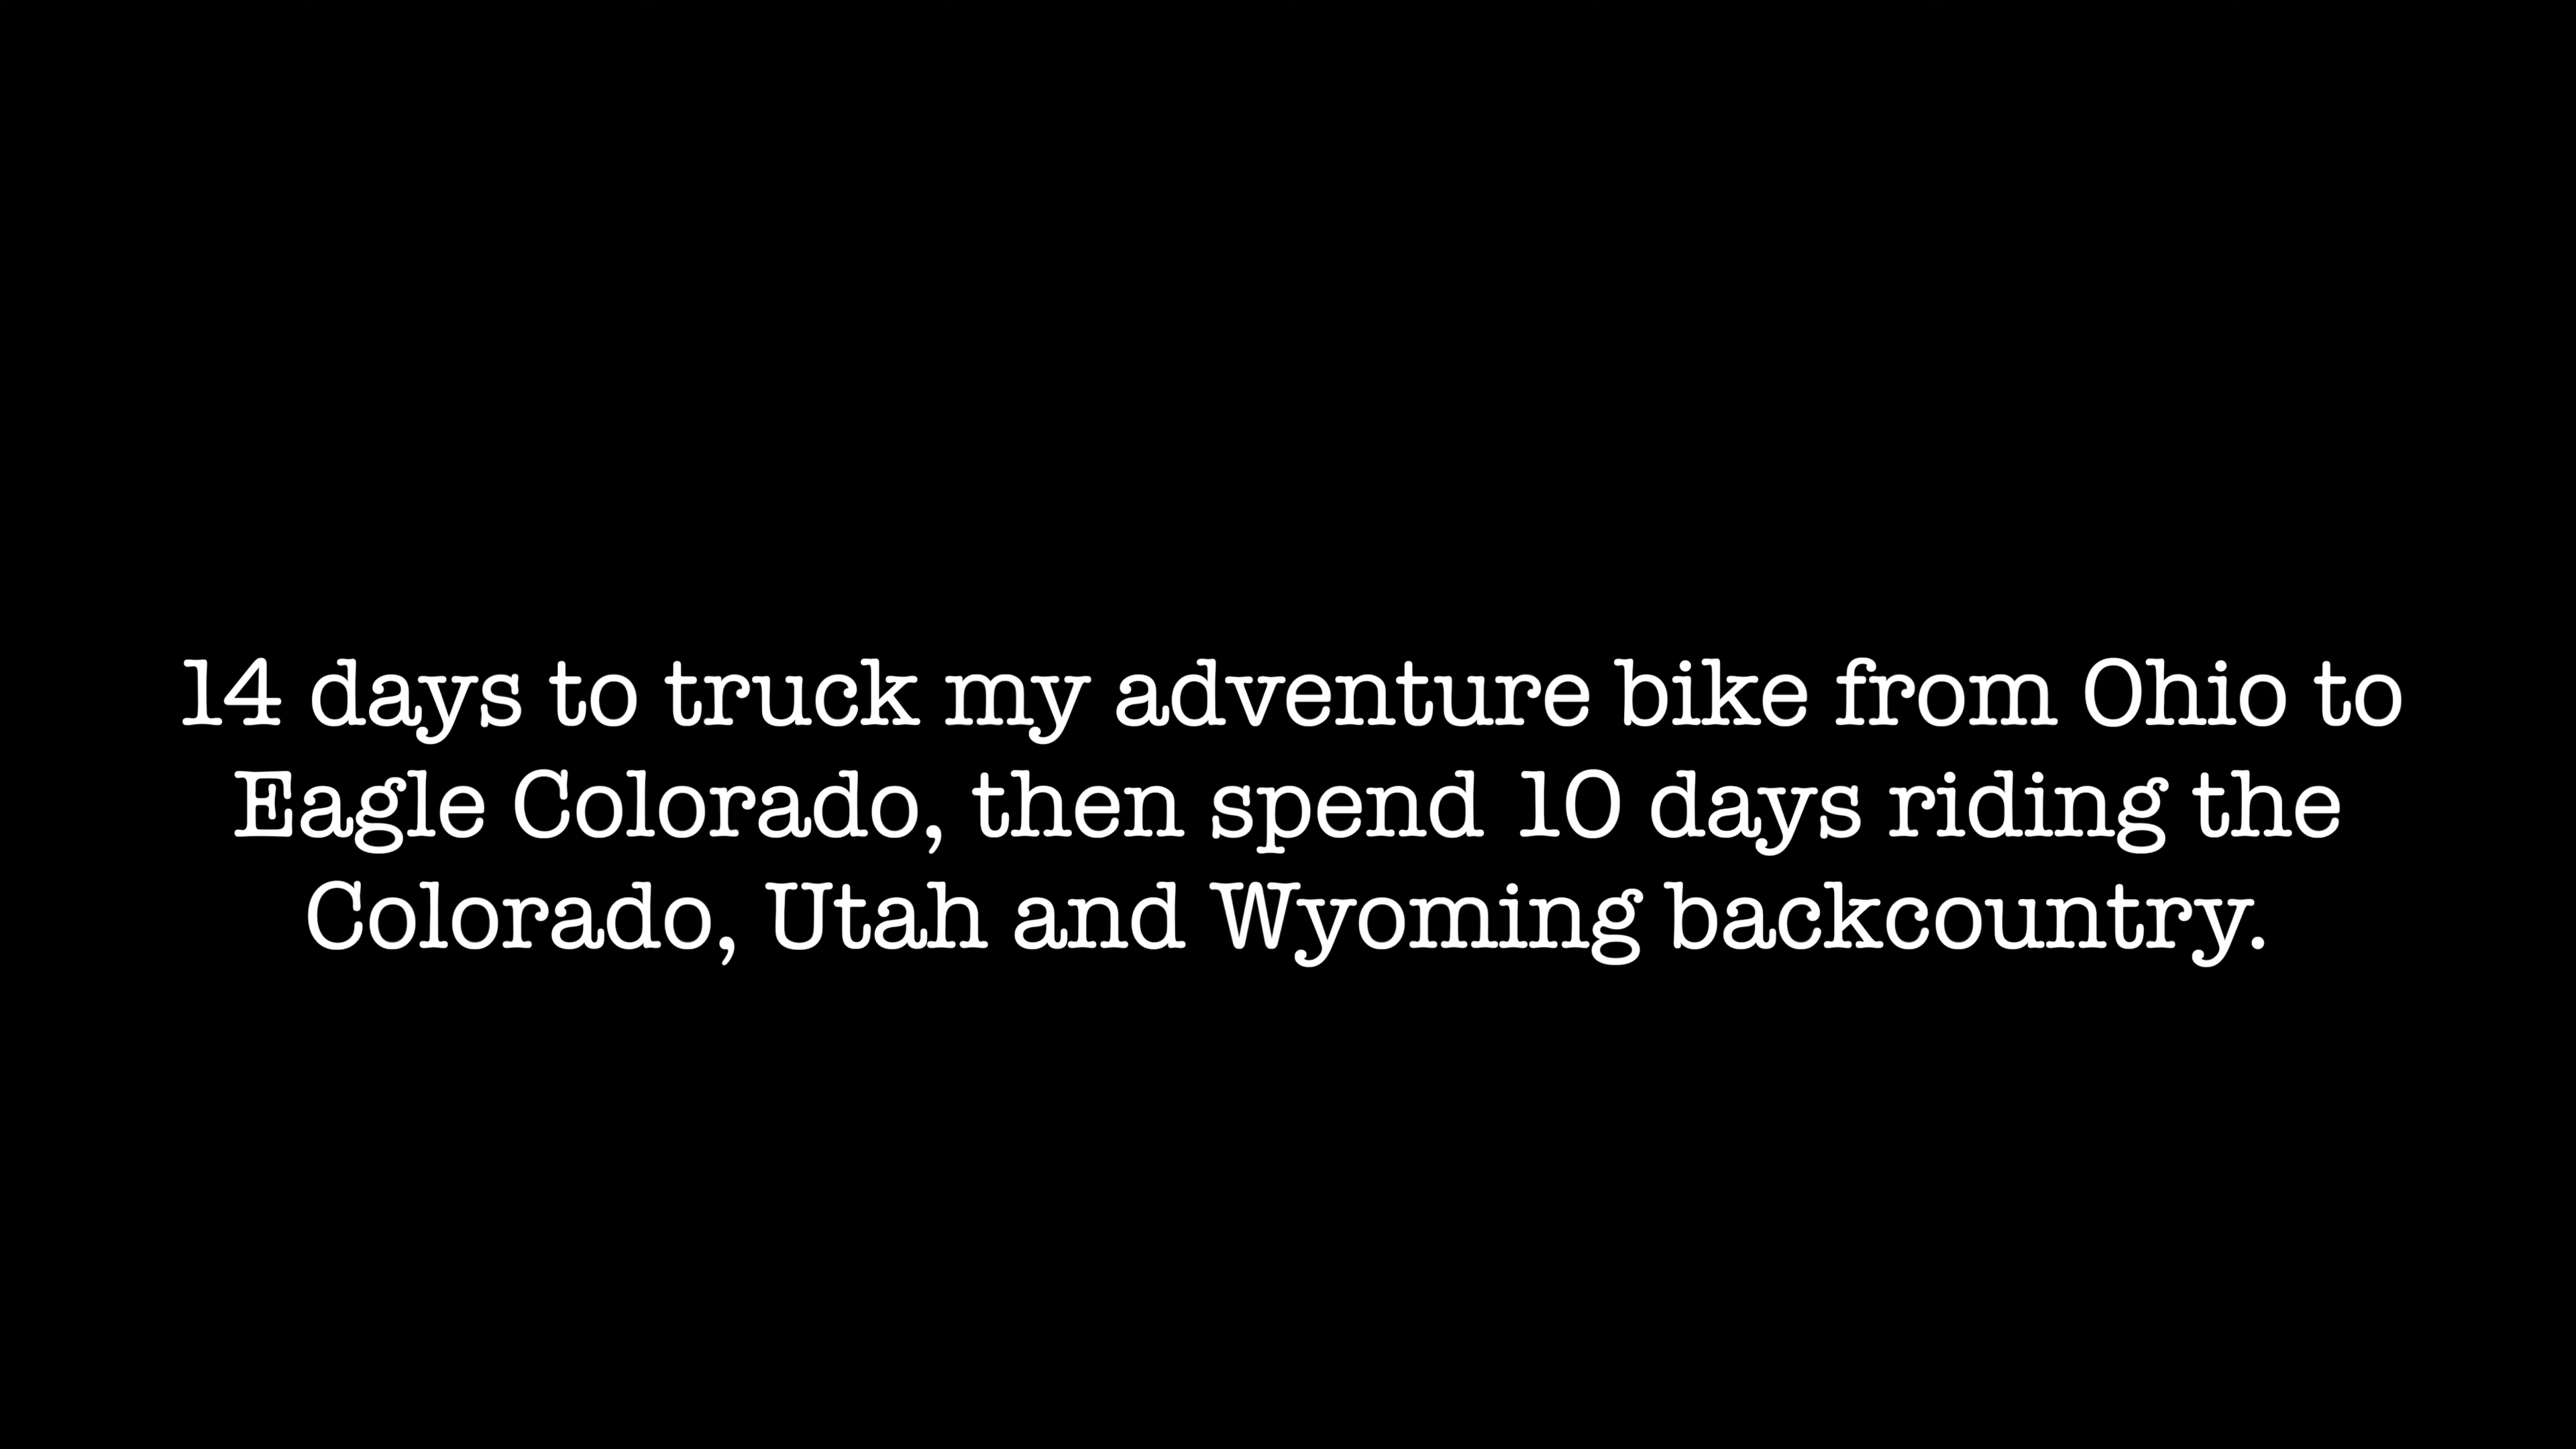 14 days to truck my adventure bike from Ohio to
Eagle Colorado, then spend 10 days riding the
Colorado, Utah and Wyoming backcountry.